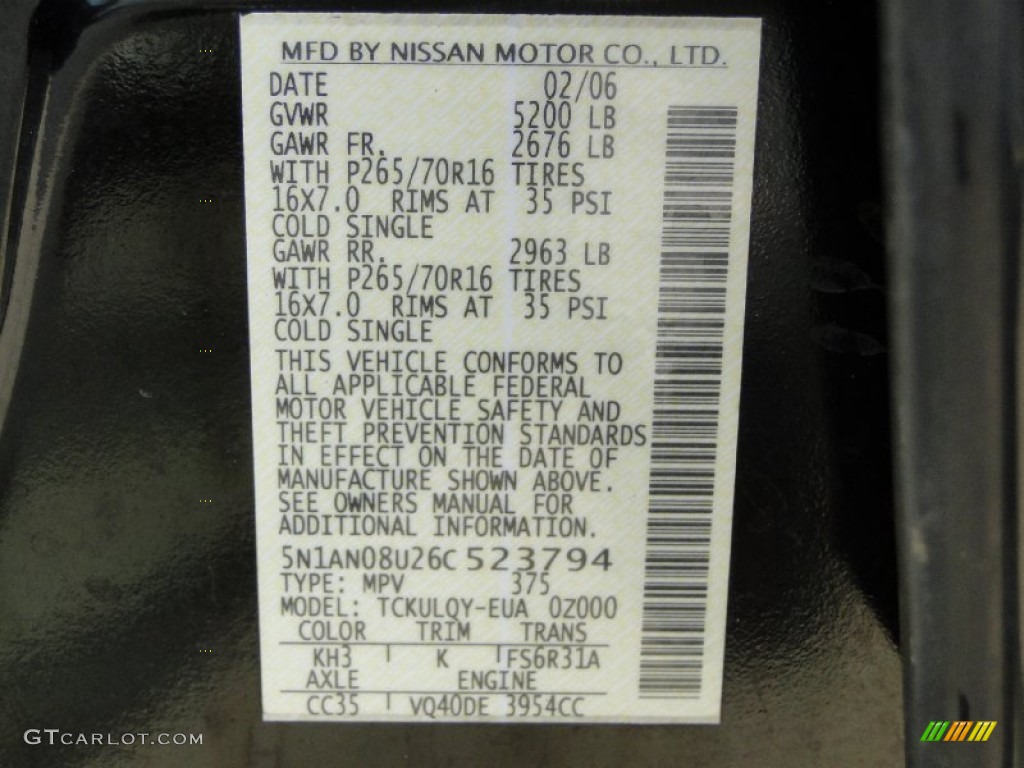 MFD BY NISSAN MOTOR CO., LTD.
DATE 02/06
GVWR 5200 LB
GAWR FR. 2676 LB
WITH P265/70R16 TIRES
16X7.0 RIMS AT 35 PSI
COLD SINGLE
GAWR RR. 2963 LB
WITH P265/70R16 TIRES
16X7.0 RIMS AT 35 PSI
COLD SINGLE
THIS VEHICLE CONFORMS TO
ALL APPLICABLE FEDERAL
MOTOR VEHICLE SAFETY AND
THEFT PREVENTION STANDARDS
IN EFFECT ON THE DATE OF
MANUFACTURE SHOWN ABOVE.
SEE OWNERS MANUAL FOR
ADDITIONAL INFORMATION.
5N1AN08U26C523794
TYPE: MPV 375
MODEL: TCKULQY-EUA 0Z000
COLOR TRIM TRANS
KH3 K FS6R31A
AXLE ENGINE
CC35 VQ40DE 3954CC
GTCARLOT.COM